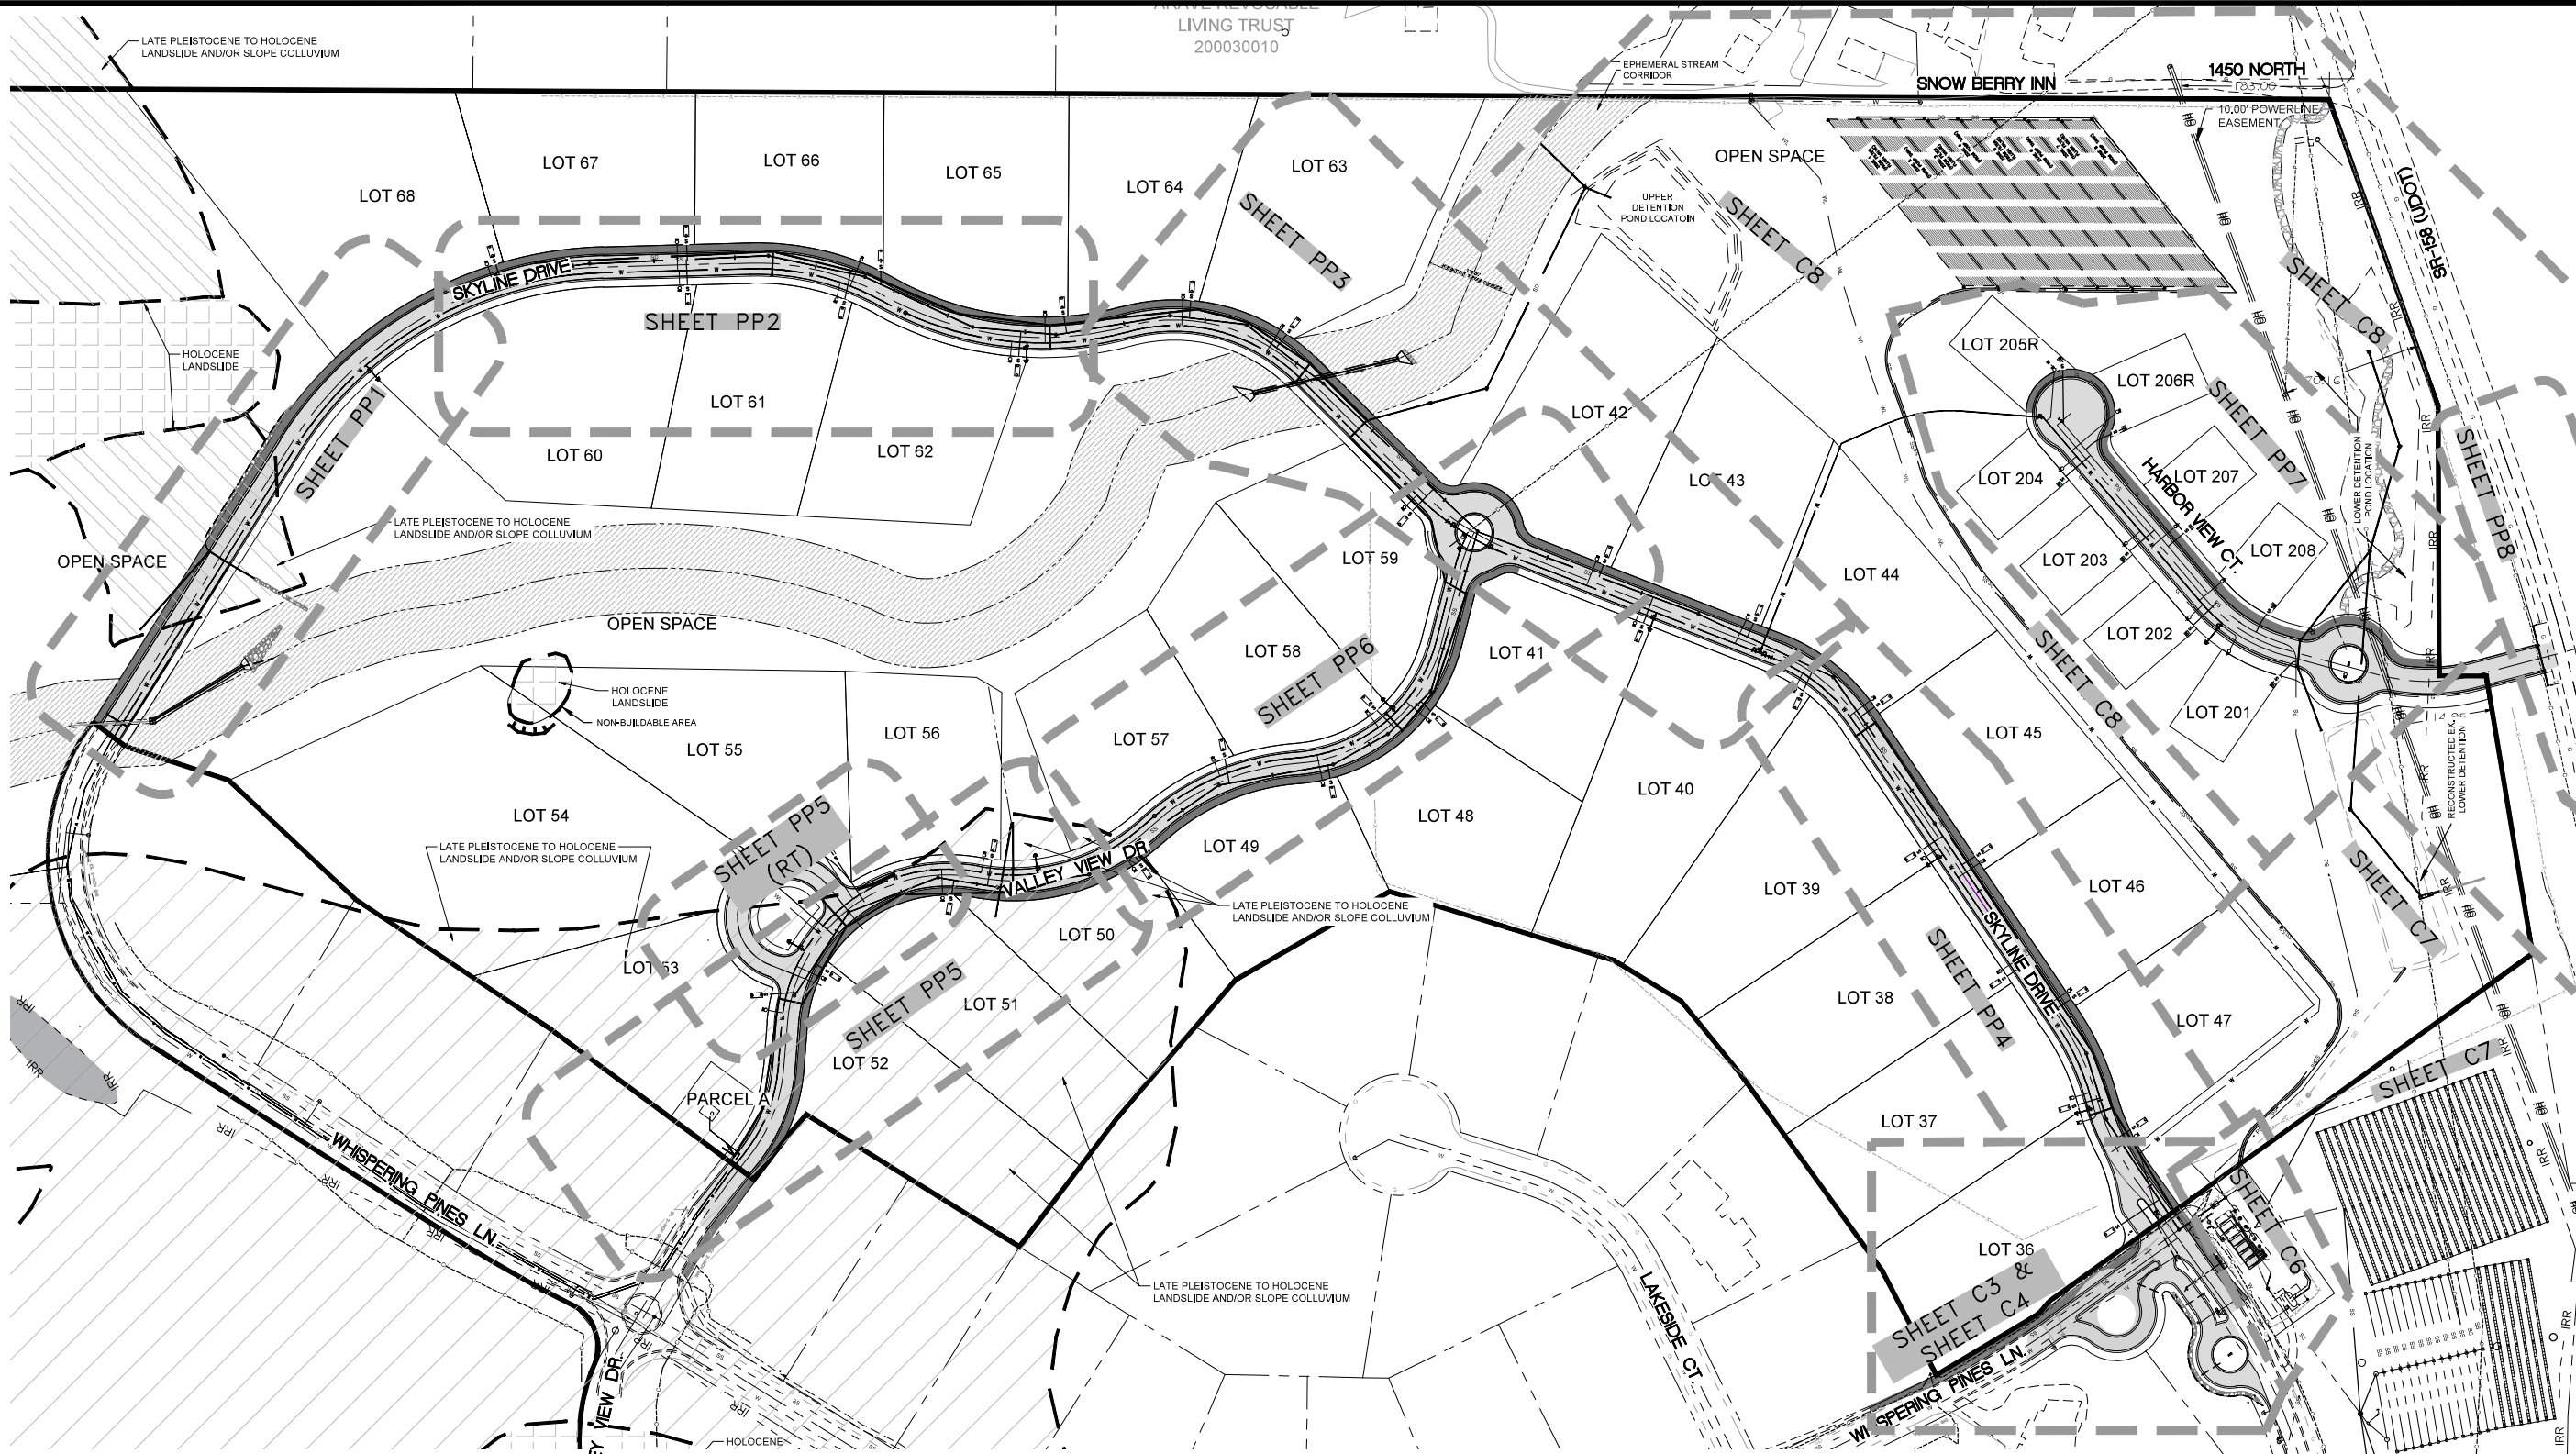 LIVING TRUST
200030010
LATE PLEISTOCENE TO HOLOCENE
LANDSLIDE AND/OR SLOPE COLLUVIUM
EPHEMERAL STREAM
CORRIDOR
SNOW BERRY INN
1450 NORTH
10.00' POWERLINE
EASEMENT
SR-158 (UDOT)
LOT 68
LOT 67
LOT 66
LOT 65
LOT 64
LOT 63
OPEN SPACE
UPPER
DETENTION
POND LOCATOIN
SHEET PP3
SHEET C8
SHEET C8
SKYLINE DRIVE
SHEET PP2
HOLOCENE
LANDSLIDE
SHEET PP1
LOT 60
LOT 61
LOT 62
LOT 42
LOT 43
LOT 205R
LOT 206R
SHEET PP7
LOT 204
LOT 207
HARBOR VIEW CT.
LOWER DETENTION
POND LOCATION
SHEET PP8
LOT 203
LOT 208
LOT 202
LOT 201
LATE PLEISTOCENE TO HOLOCENE
LANDSLIDE AND/OR SLOPE COLLUVIUM
OPEN SPACE
OPEN SPACE
LOT 59
LOT 58
SHEET PP6
LOT 41
LOT 44
SHEET C8
LOT 45
RECONSTRUCTED EX.
LOWER DETENTION
HOLOCENE
LANDSLIDE
NON-BUILDABLE AREA
LOT 57
LOT 56
LOT 55
LOT 54
SHEET PP5
(RT)
LOT 49
LOT 48
LOT 40
LOT 39
LOT 46
SHEET C7
LATE PLEISTOCENE TO HOLOCENE
LANDSLIDE AND/OR SLOPE COLLUVIUM
VALLEY VIEW DR.
LATE PLEISTOCENE TO HOLOCENE
LANDSLIDE AND/OR SLOPE COLLUVIUM
LOT 50
SKYLINE DRIVE
SHEET PP4
LOT 53
LOT 51
SHEET PP5
LOT 38
LOT 47
LOT 52
PARCEL A
LOT 37
SHEET C7
IRR
IRR
IRR
WHISPERING PINES LN.
IRR
IRR
IRR
LOT 36
SHEET C3 &
SHEET C4
SHEET C6
LATE PLEISTOCENE TO HOLOCENE
LANDSLIDE AND/OR SLOPE COLLUVIUM
LAKESIDE CT.
WHISPERING PINES LN.
VIEW DR.
HOLOCENE